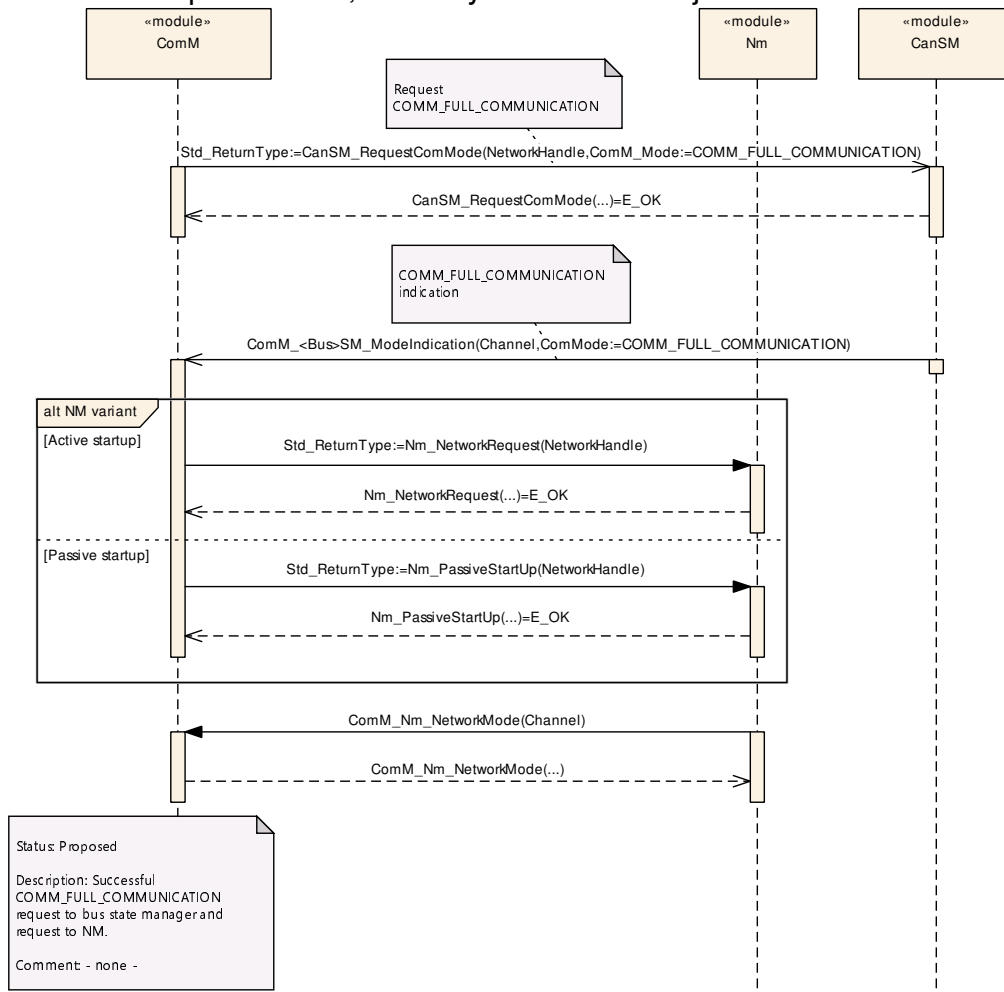 «module»
ComM
«module»
Nm
«module»
CanSM
Request
COMM_FULL_COMMUNICATION
Std_ReturnType:=CanSM_RequestComMode(NetworkHandle,ComM_Mode:=COMM_FULL_COMMUNICATION)
CanSM_RequestComMode(...)=E_OK
COMM_FULL_COMMUNICATION
indication
ComM_<Bus>SM_ModeIndication(Channel,ComMode:=COMM_FULL_COMMUNICATION)
alt NM variant
[Active startup]
Std_ReturnType:=Nm_NetworkRequest(NetworkHandle)
Nm_NetworkRequest(...)=E_OK
[Passive startup]
Std_ReturnType:=Nm_PassiveStartUp(NetworkHandle)
Nm_PassiveStartUp(...)=E_OK
ComM_Nm_NetworkMode(Channel)
ComM_Nm_NetworkMode(...)
Status: Proposed
Description: Successful
COMM_FULL_COMMUNICATION
request to bus state manager and
request to NM.
Comment: - none -